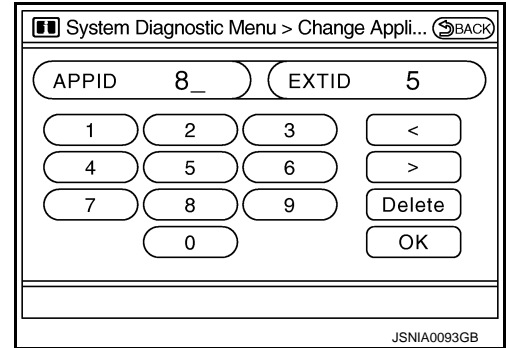 System Diagnostic Menu > Change Appli... BACK
APPID 8_ EXTID 5
1 2 3 <
4 5 6 >
7 8 9 Delete
0 OK
JSNIA0093GB